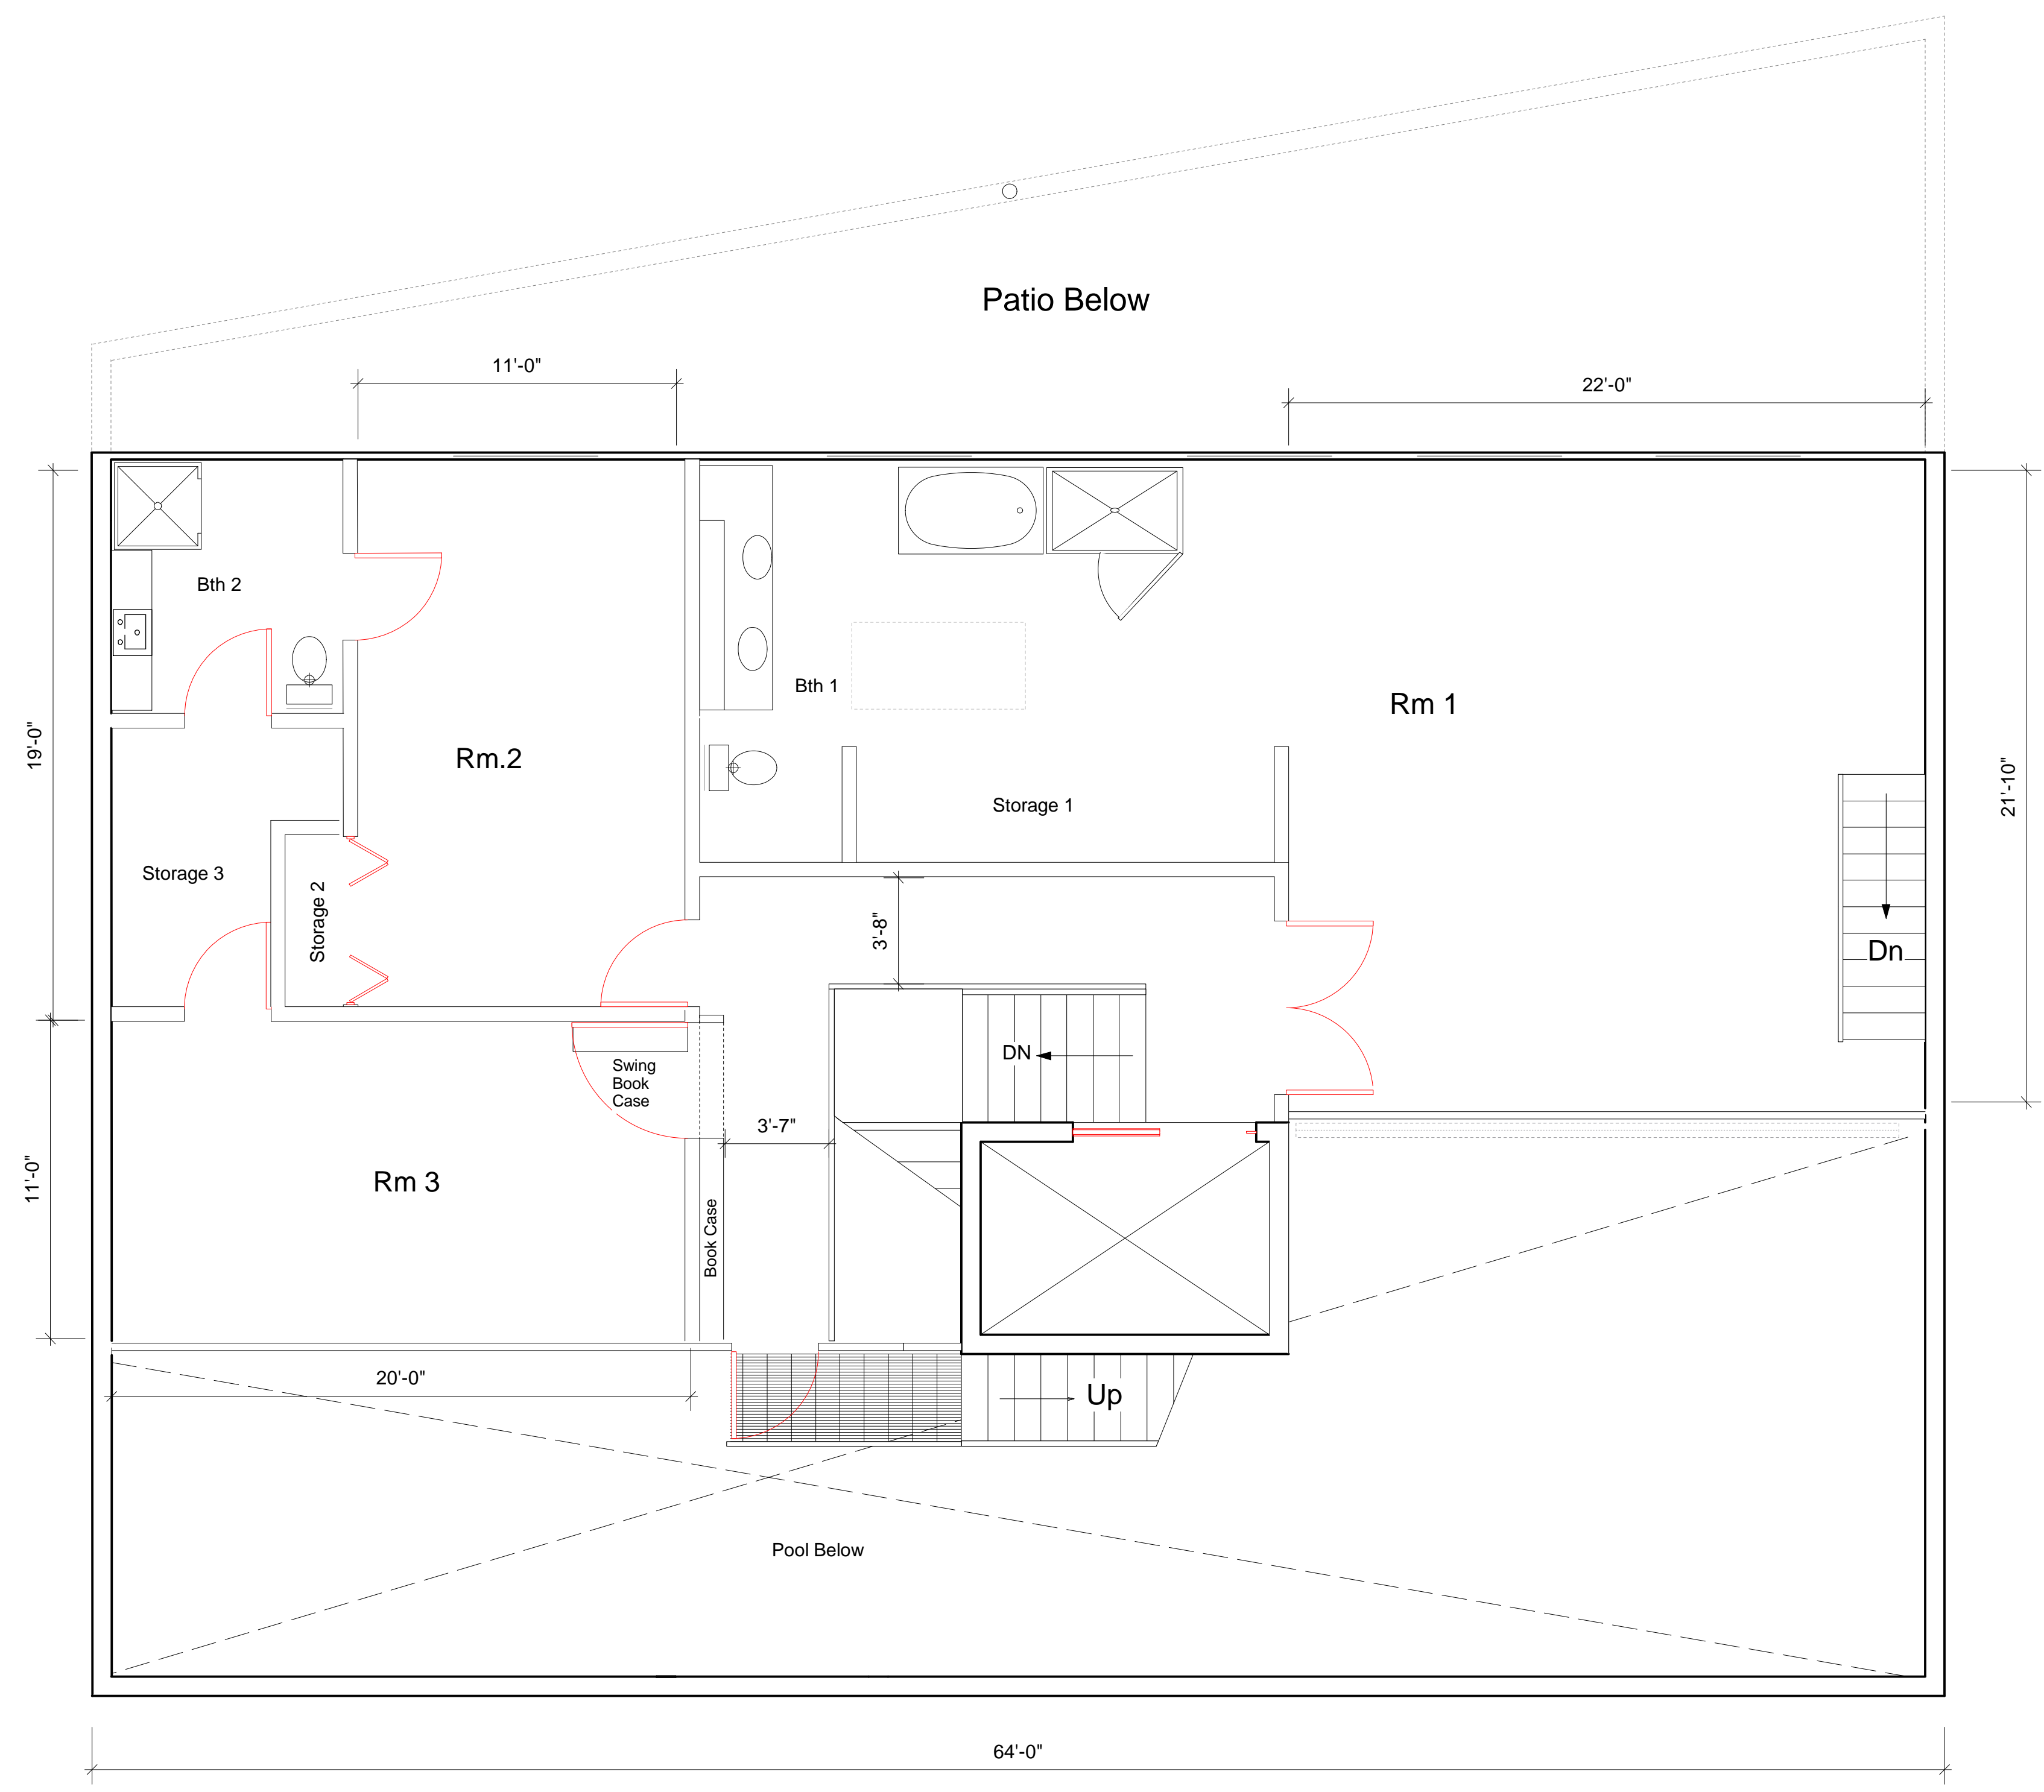 Patio Below
11'-0"
22'-0"
Bth 2
Bth 1
Rm 1
19'-0"
Rm.2
21'-10"
Storage 1
Storage 3
Storage 2
3'-8"
Dn
DN
Swing
Book
Case
3'-7"
11'-0"
Rm 3
Book Case
20'-0"
Up
Pool Below
64'-0"